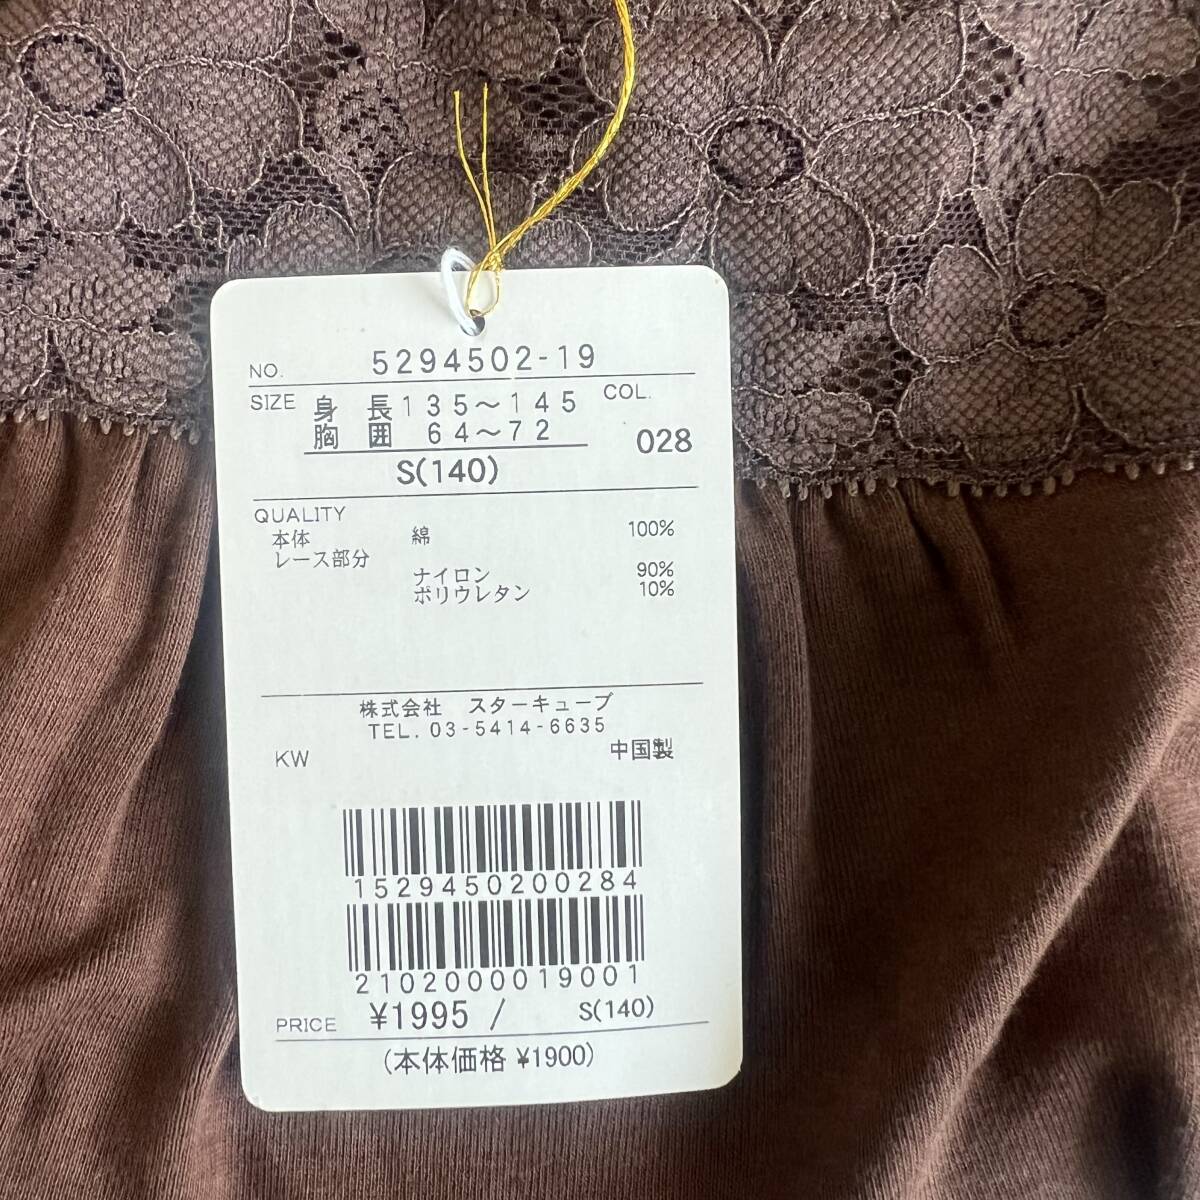 NO. 5294502-19
SIZE 身 長 135～145 COL.
胸 囲 64～72 028
S(140)
QUALITY
本体 綿 100%
レース部分
ナイロン 90%
ポリウレタン 10%
株式会社 スターキューブ
TEL. 03-5414-6635
KW 中国製
1529450200284
2102000019001
PRICE ¥1995 / S(140)
(本体価格 ¥1900)